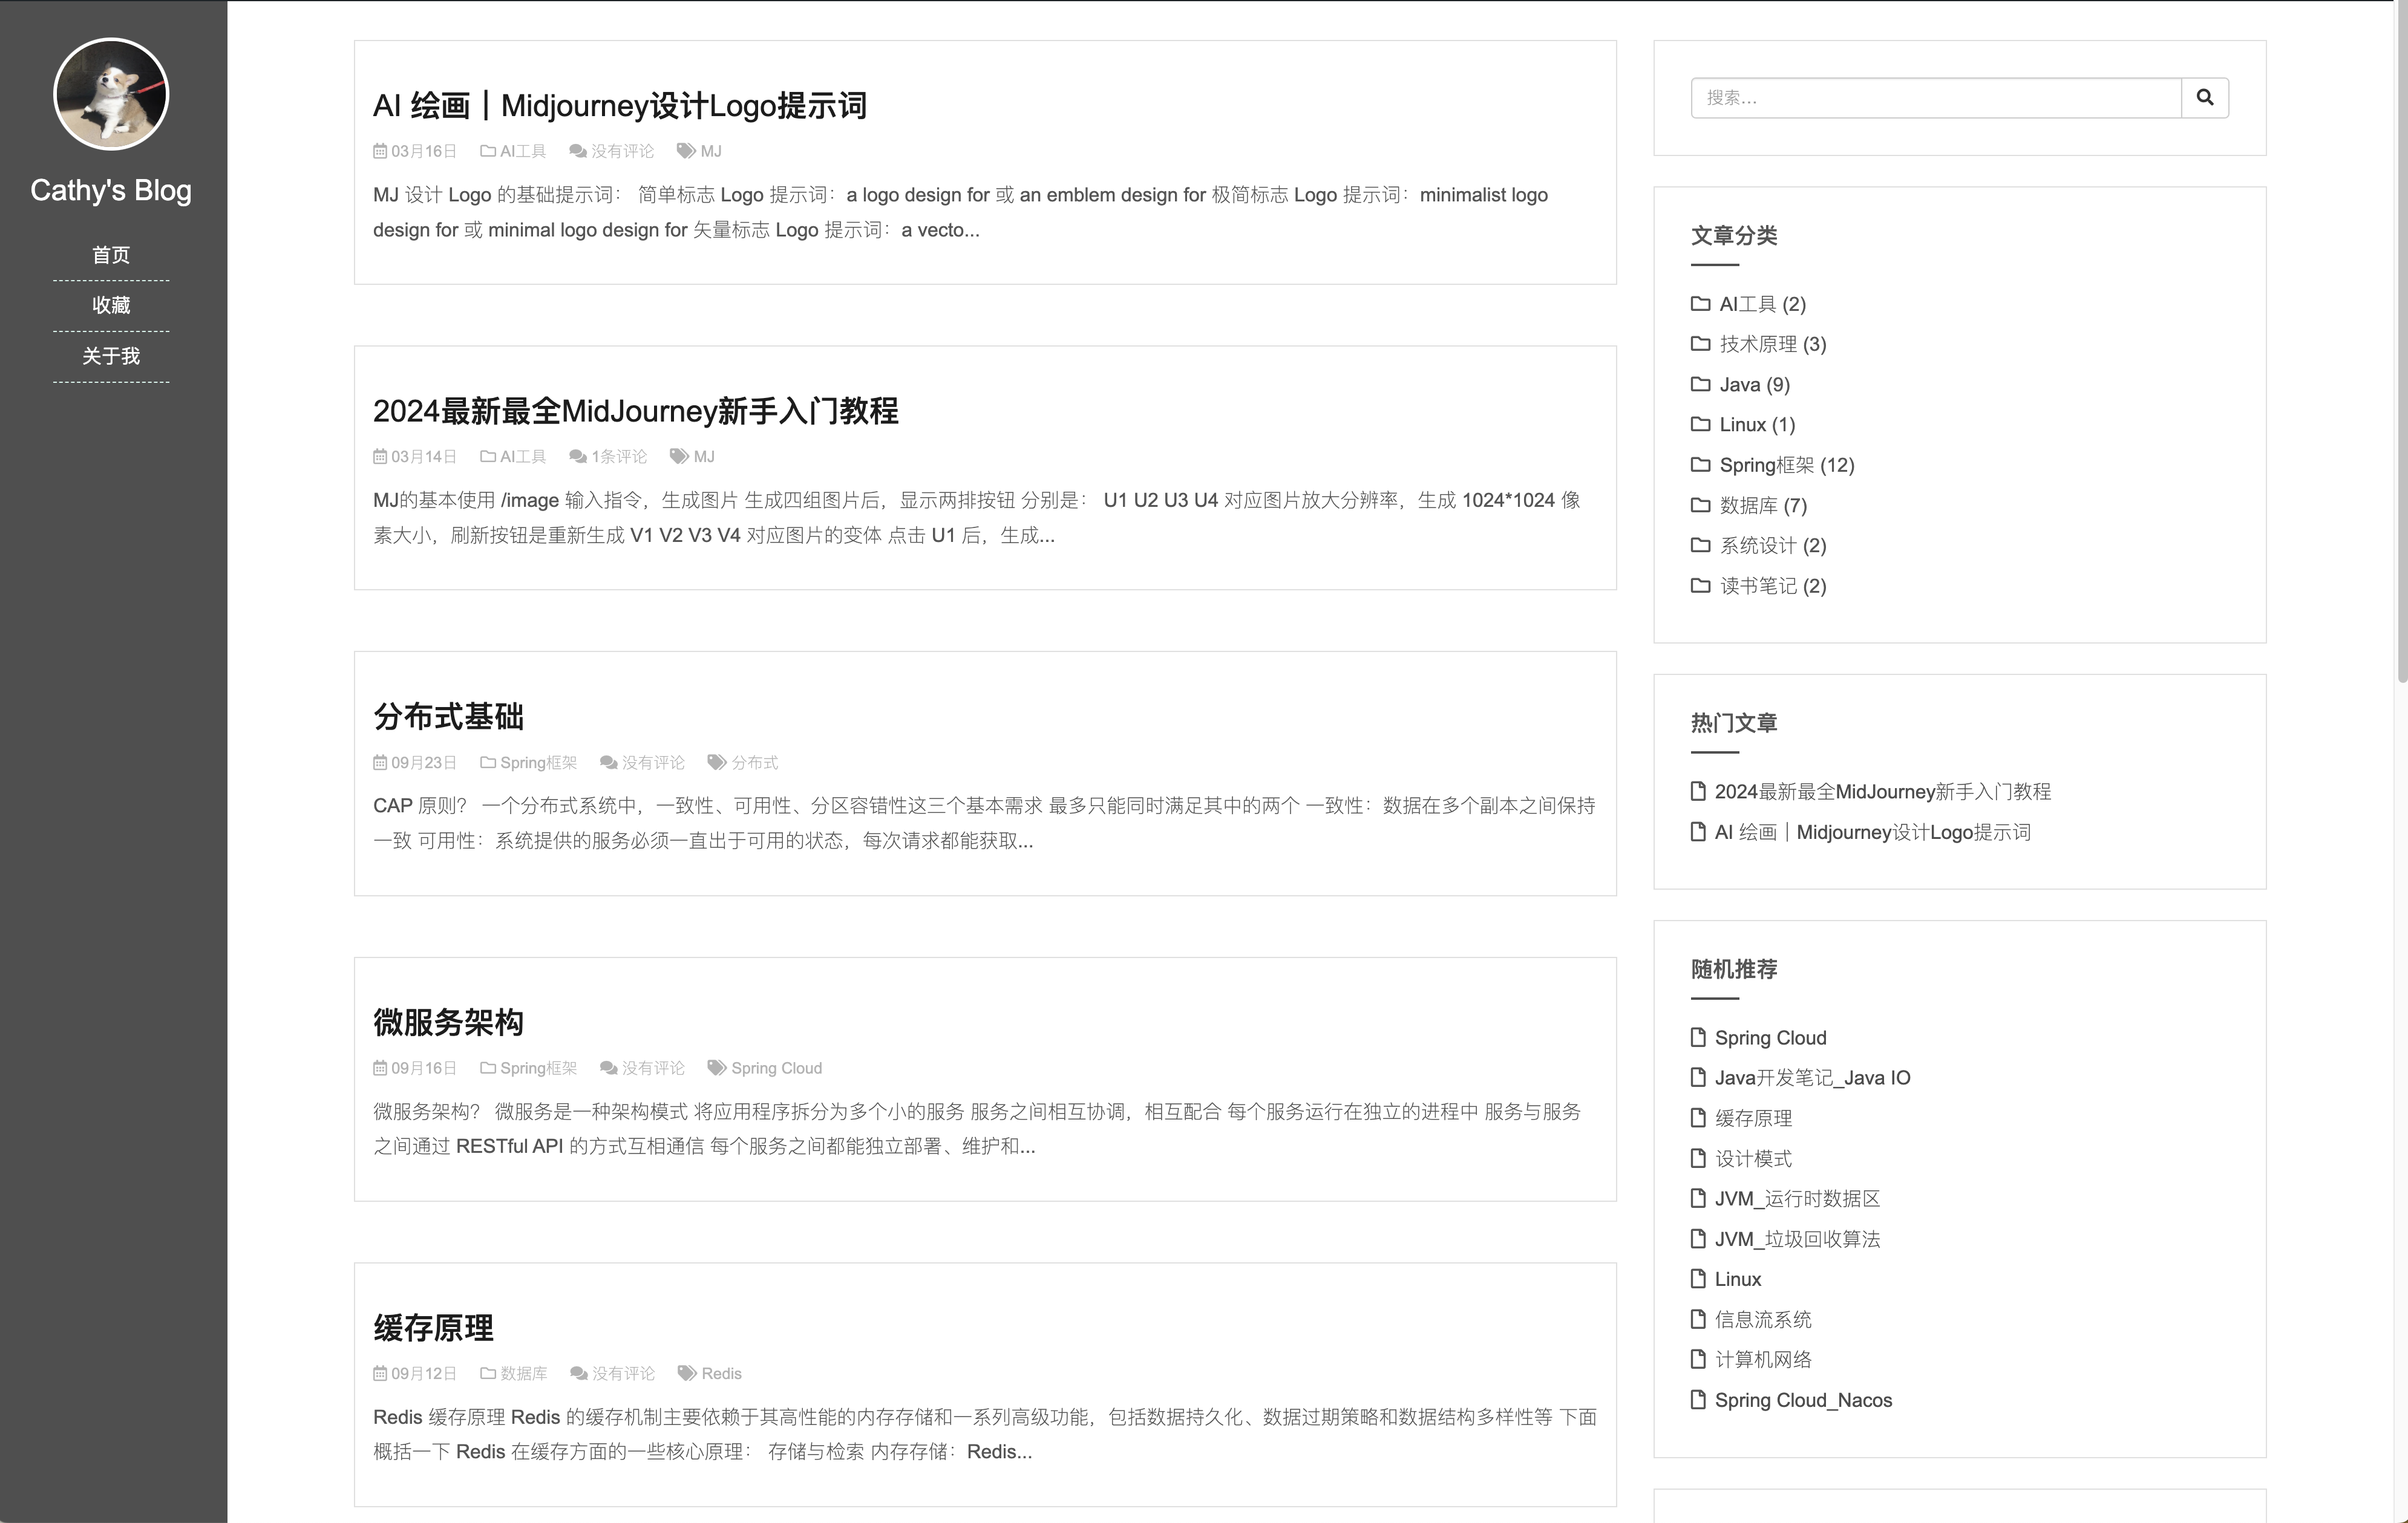 Cathy's Blog
首页
收藏
关于我
AI 绘画｜Midjourney设计Logo提示词
03月16日 AI工具 没有评论 MJ
MJ 设计 Logo 的基础提示词： 简单标志 Logo 提示词：a logo design for 或 an emblem design for 极简标志 Logo 提示词：minimalist logo
design for 或 minimal logo design for 矢量标志 Logo 提示词：a vecto...
2024最新最全MidJourney新手入门教程
03月14日 AI工具 1条评论 MJ
MJ的基本使用 /image 输入指令，生成图片 生成四组图片后，显示两排按钮 分别是： U1 U2 U3 U4 对应图片放大分辨率，生成 1024*1024 像
素大小，刷新按钮是重新生成 V1 V2 V3 V4 对应图片的变体 点击 U1 后，生成...
分布式基础
09月23日 Spring框架 没有评论 分布式
CAP 原则？ 一个分布式系统中，一致性、可用性、分区容错性这三个基本需求 最多只能同时满足其中的两个 一致性：数据在多个副本之间保持
一致 可用性：系统提供的服务必须一直出于可用的状态，每次请求都能获取...
微服务架构
09月16日 Spring框架 没有评论 Spring Cloud
微服务架构？ 微服务是一种架构模式 将应用程序拆分为多个小的服务 服务之间相互协调，相互配合 每个服务运行在独立的进程中 服务与服务
之间通过 RESTful API 的方式互相通信 每个服务之间都能独立部署、维护和...
缓存原理
09月12日 数据库 没有评论 Redis
Redis 缓存原理 Redis 的缓存机制主要依赖于其高性能的内存存储和一系列高级功能，包括数据持久化、数据过期策略和数据结构多样性等 下面
概括一下 Redis 在缓存方面的一些核心原理： 存储与检索 内存存储：Redis...
搜索...
文章分类
AI工具 (2)
技术原理 (3)
Java (9)
Linux (1)
Spring框架 (12)
数据库 (7)
系统设计 (2)
读书笔记 (2)
热门文章
2024最新最全MidJourney新手入门教程
AI 绘画｜Midjourney设计Logo提示词
随机推荐
Spring Cloud
Java开发笔记_Java IO
缓存原理
设计模式
JVM_运行时数据区
JVM_垃圾回收算法
Linux
信息流系统
计算机网络
Spring Cloud_Nacos